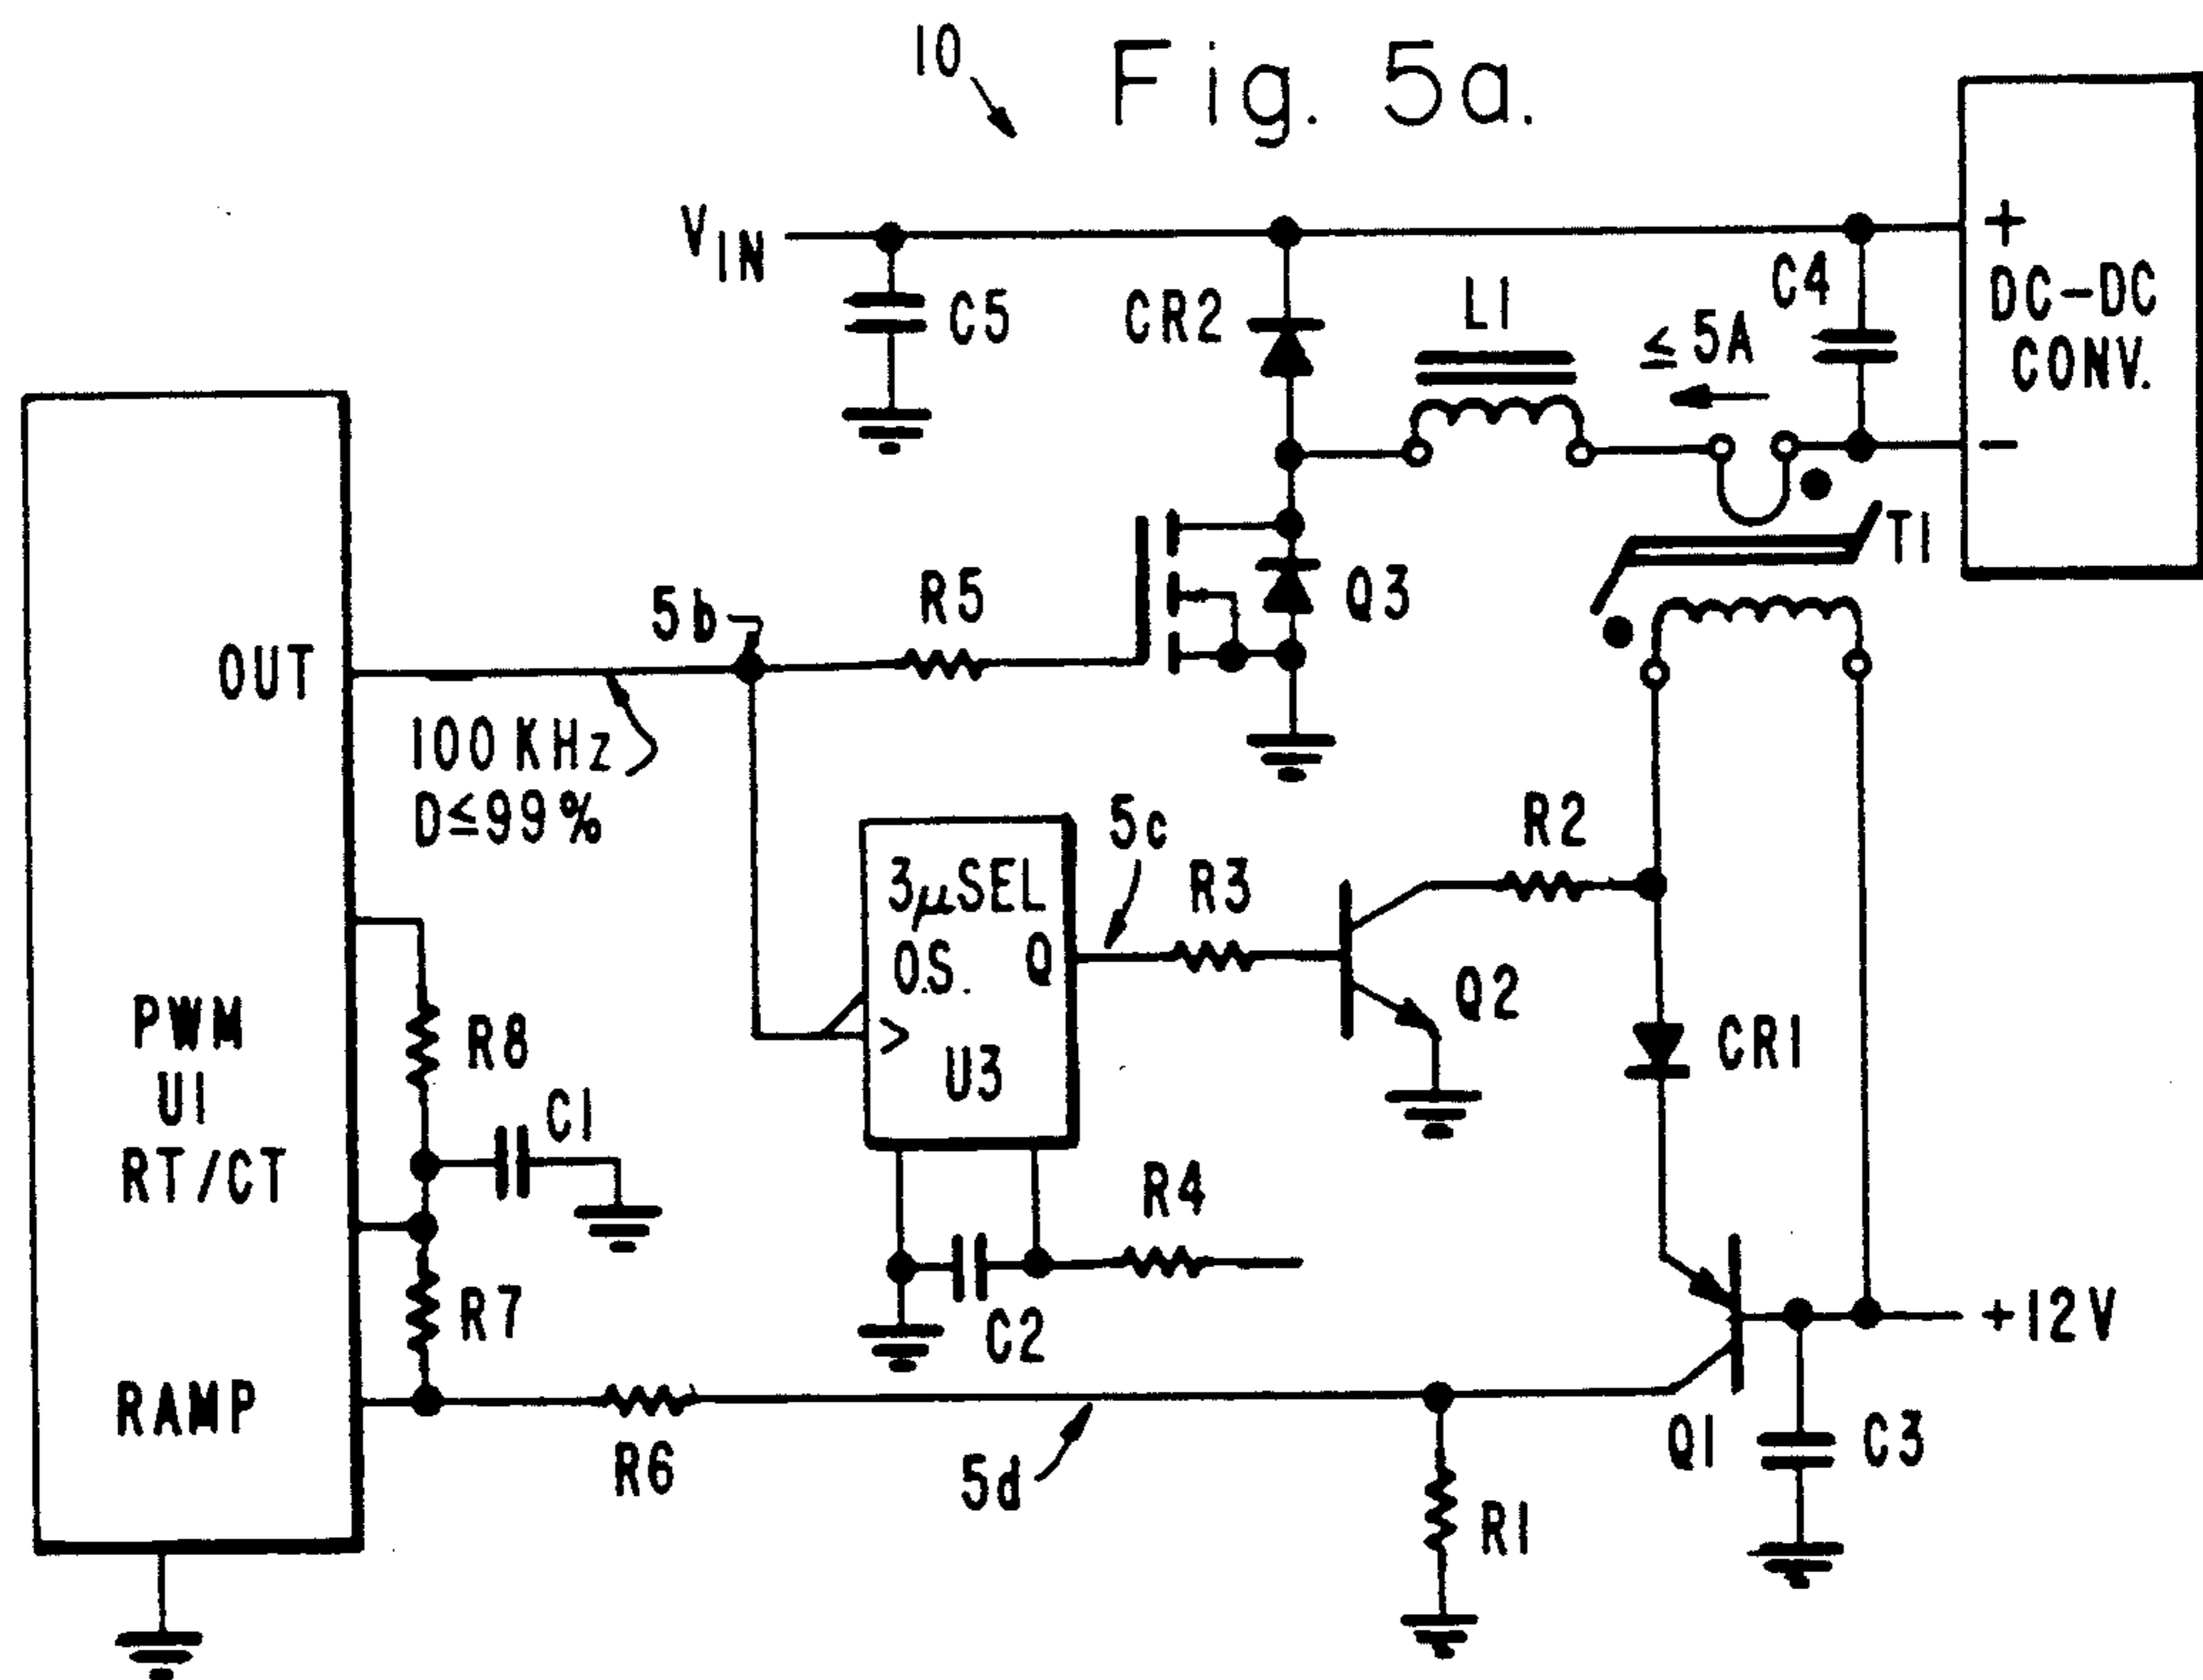 10
Fig. 5a.
VIN
C5
CR2
L1
≤ 5A
C4
+
DC-DC
CONV.
−
T1
Q3
5b
R5
OUT
100 KHz
D≤99%
3μSEL
O.S. Q
>
U3
5c
R3
R2
Q2
CR1
PWM
U1
RT/CT
R8
C1
R4
R7
C2
+12V
RAMP
R6
5d
R1
Q1
C3